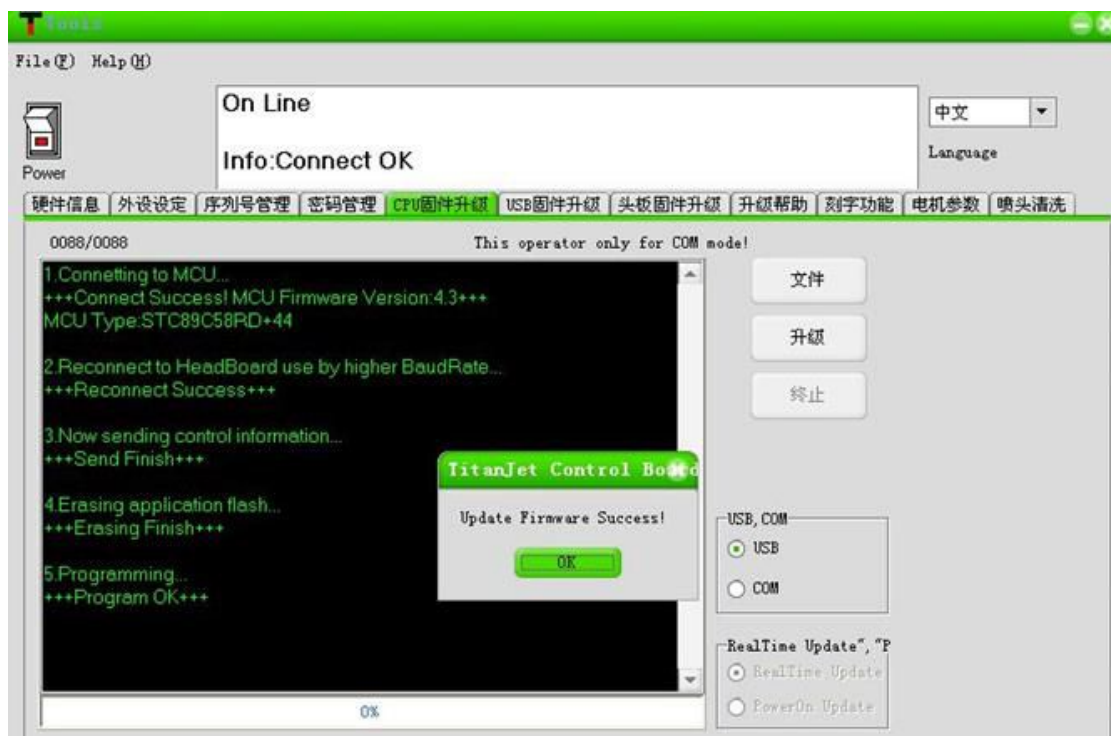 TTools
File(F) Help(H)
On Line
Info:Connect OK
中文
Language
Power
硬件信息 外设设定 序列号管理 密码管理 CPU固件升级 USB固件升级 头板固件升级 升级帮助 刻字功能 电机参数 喷头清洗
0088/0088
This operator only for COM mode!
1.Connetting to MCU...
+++Connect Success! MCU Firmware Version:4.3+++
MCU Type:STC89C58RD+44
2.Reconnect to HeadBoard use by higher BaudRate...
+++Reconnect Success+++
3.Now sending control information...
+++Send Finish+++
4.Erasing application flash...
+++Erasing Finish+++
5.Programming...
+++Program OK+++
0%
文件
升级
终止
TitanJet Control Board
Update Firmware Success!
OK
USB, COM
USB
COM
RealTime Update", "P
RealTime Update
PowerOn Update